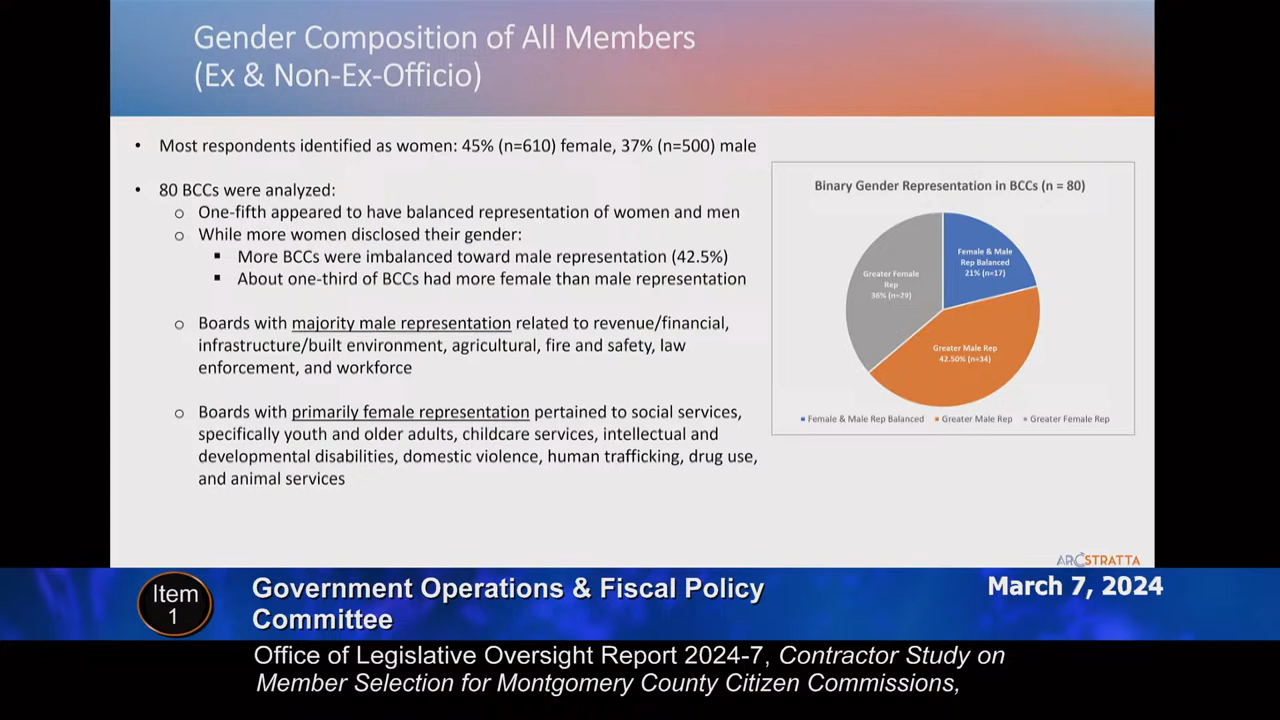 Gender Composition of All Members
(Ex & Non-Ex-Officio)
• Most respondents identified as women: 45% (n=610) female, 37% (n=500) male
• 80 BCCs were analyzed:
o One-fifth appeared to have balanced representation of women and men
o While more women disclosed their gender:
▪ More BCCs were imbalanced toward male representation (42.5%)
▪ About one-third of BCCs had more female than male representation
o Boards with majority male representation related to revenue/financial,
infrastructure/built environment, agricultural, fire and safety, law
enforcement, and workforce
o Boards with primarily female representation pertained to social services,
specifically youth and older adults, childcare services, intellectual and
developmental disabilities, domestic violence, human trafficking, drug use,
and animal services
Binary Gender Representation in BCCs (n = 80)
Female & Male
Rep Balanced
21% (n=17)
Greater Female
Rep
36% (n=29)
Greater Male Rep
42.50% (n=34)
Female & Male Rep Balanced Greater Male Rep Greater Female Rep
ARCSTRATTA
Item
1
Government Operations & Fiscal Policy
Committee
March 7, 2024
Office of Legislative Oversight Report 2024-7, Contractor Study on
Member Selection for Montgomery County Citizen Commissions,